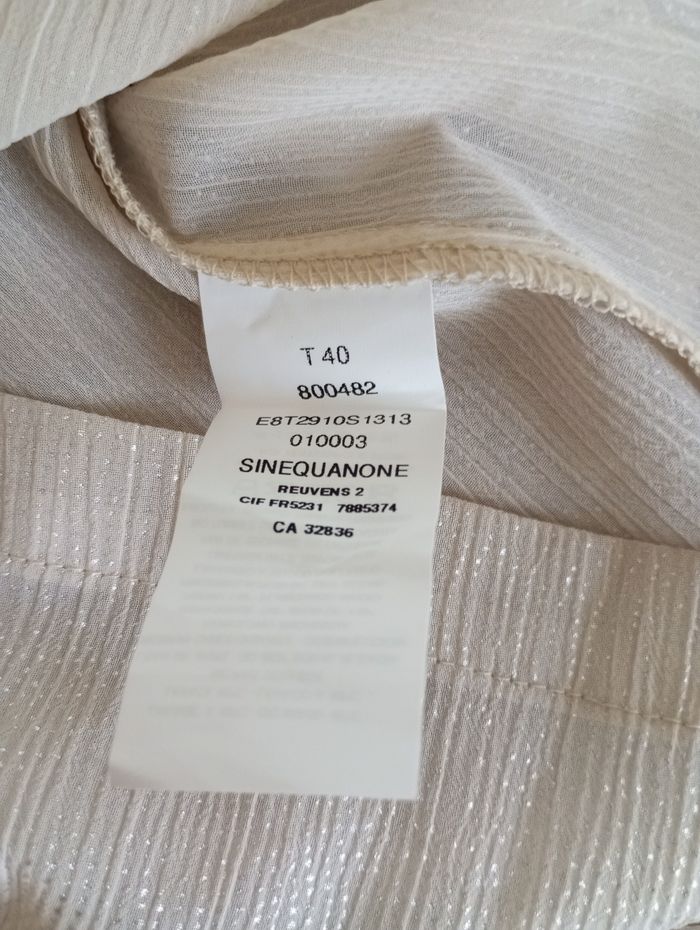 T 40
800482
E8T2910S1313
010003
SINEQUANONE
REUVENS 2
CIF FR5231 7885374
CA 32836